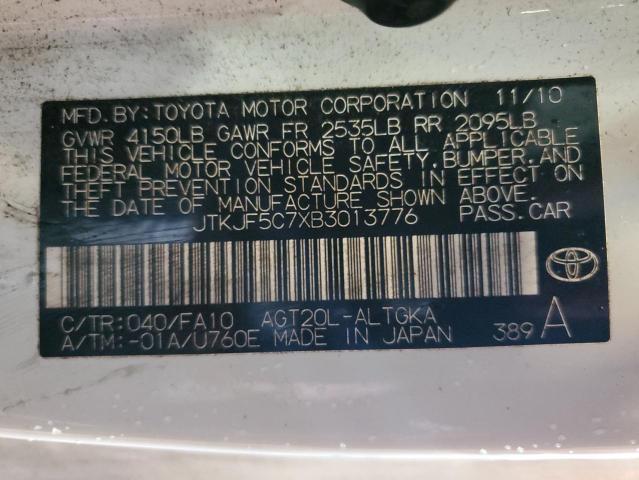 MFD. BY: TOYOTA MOTOR CORPORATION 11/10
GVWR 4150LB GAWR FR 2535LB RR 2095LB
THIS VEHICLE CONFORMS TO ALL APPLICABLE
FEDERAL MOTOR VEHICLE SAFETY, BUMPER, AND
THEFT PREVENTION STANDARDS IN EFFECT ON
THE DATE OF MANUFACTURE SHOWN ABOVE.
JTKJF5C7XB3013776 PASS. CAR
C/TR: 040/FA10 AGT20L-ALTGKA
A/TM: -01A/U760E MADE IN JAPAN 389 A